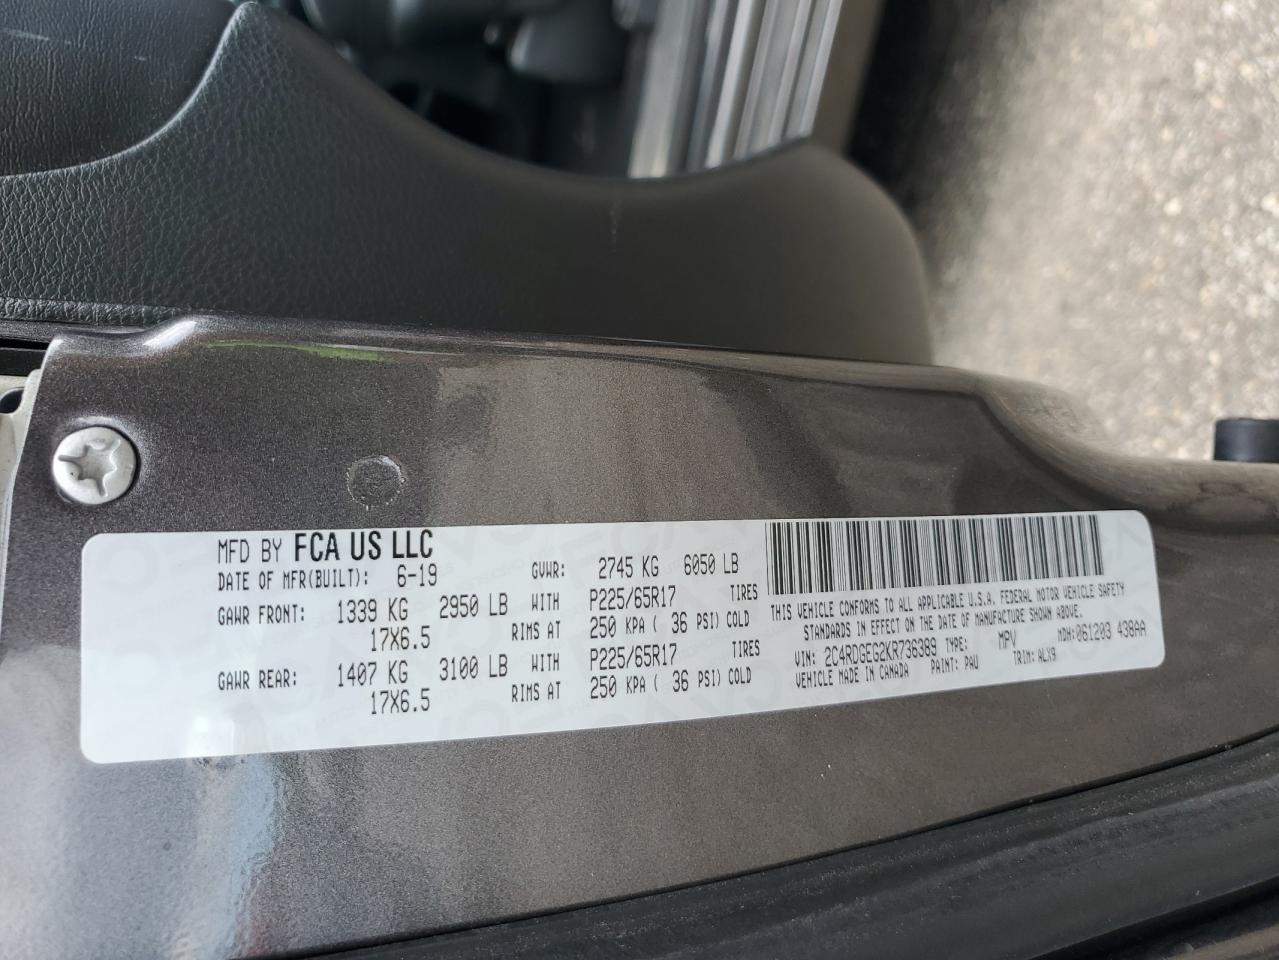 MFD BY FCA US LLC
DATE OF MFR(BUILT): 6-19 GVWR: 2745 KG 6050 LB
GAWR FRONT: 1339 KG 2950 LB WITH P225/65R17 TIRES
17X6.5 RIMS AT 250 KPA ( 36 PSI) COLD
GAWR REAR: 1407 KG 3100 LB WITH P225/65R17 TIRES
17X6.5 RIMS AT 250 KPA ( 36 PSI) COLD
THIS VEHICLE CONFORMS TO ALL APPLICABLE U.S.A. FEDERAL MOTOR VEHICLE SAFETY
STANDARDS IN EFFECT ON THE DATE OF MANUFACTURE SHOWN ABOVE.
VIN: 2C4RDGEG2KR736389 TYPE: MPV MDH: 061203 438AA
VEHICLE MADE IN CANADA PAINT: PAU TRIM: ALX9